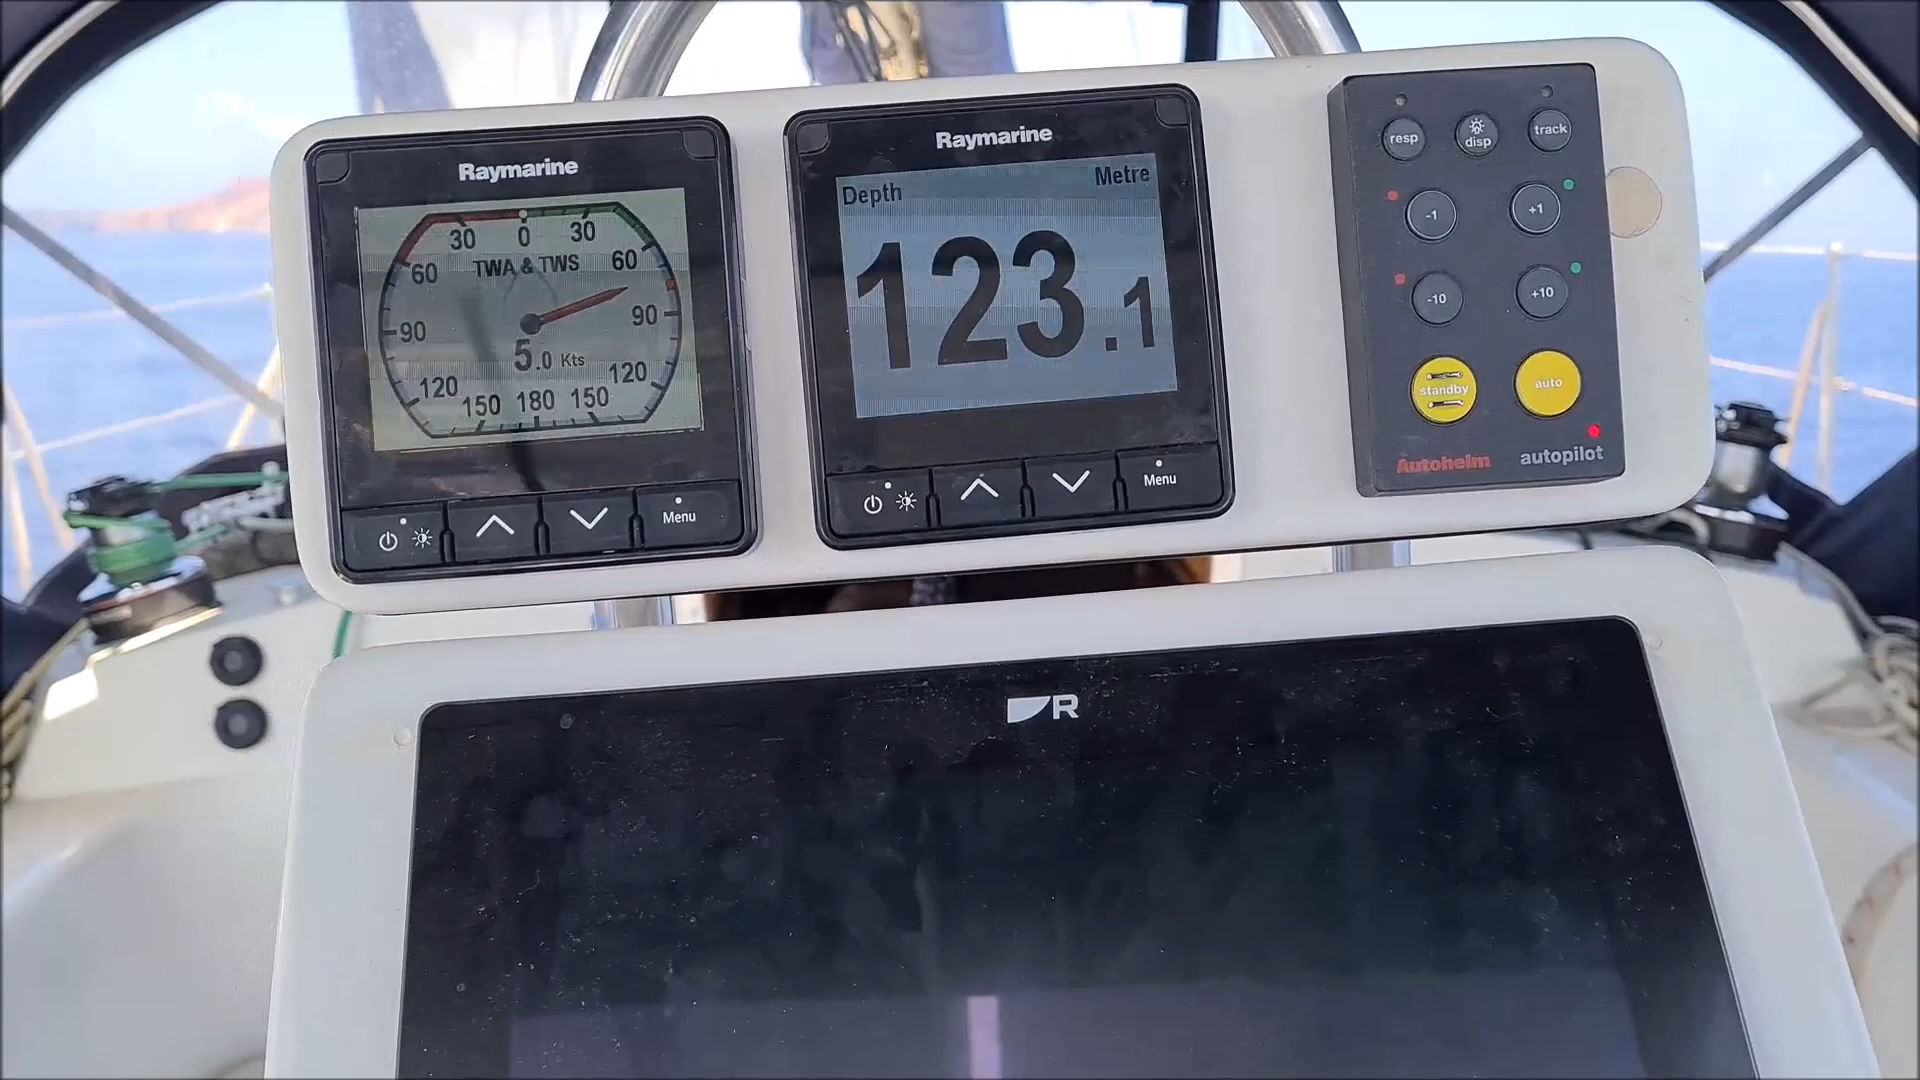 Raymarine
30 0 30
60 TWA & TWS 60
90 90
5.0 Kts
120 120
150 180 150
Menu
Raymarine
Depth Metre
123.1
Menu
resp disp track
-1 +1
-10 +10
standby auto
Autohelm autopilot
R